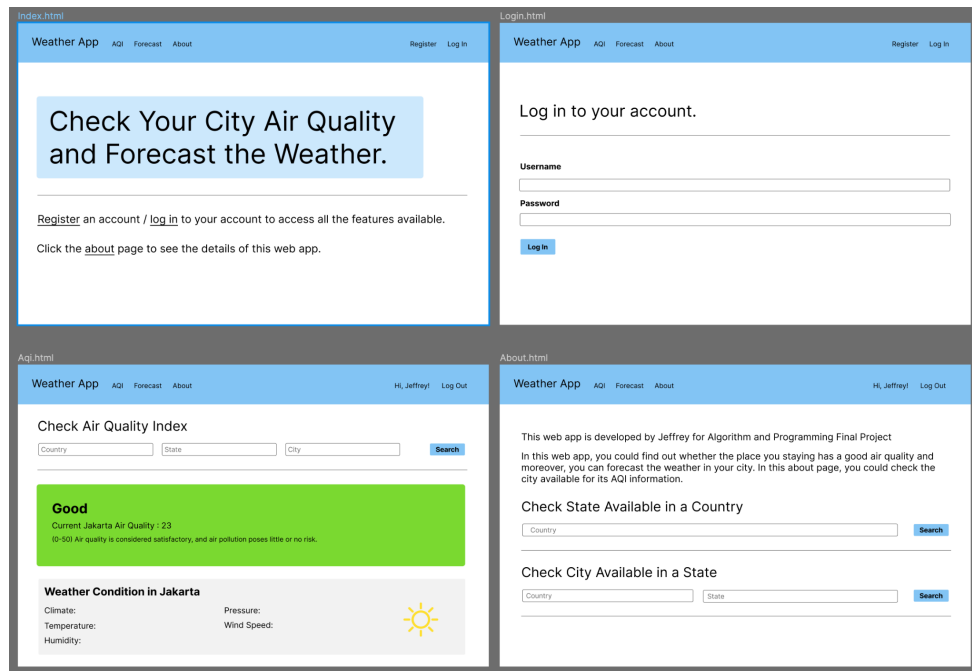 Index.html
Weather App AQI Forecast About Register Log In
Check Your City Air Quality
and Forecast the Weather.
Register an account / log in to your account to access all the features available.
Click the about page to see the details of this web app.
Login.html
Weather App AQI Forecast About Register Log In
Log in to your account.
Username
Password
Log In
Aqi.html
Weather App AQI Forecast About Hi, Jeffrey! Log Out
Check Air Quality Index
Country State City Search
Good
Current Jakarta Air Quality : 23
(0-50) Air quality is considered satisfactory, and air pollution poses little or no risk.
Weather Condition in Jakarta
Climate: Pressure:
Temperature: Wind Speed:
Humidity:
About.html
Weather App AQI Forecast About Hi, Jeffrey! Log Out
This web app is developed by Jeffrey for Algorithm and Programming Final Project
In this web app, you could find out whether the place you staying has a good air quality and
moreover, you can forecast the weather in your city. In this about page, you could check the
city available for its AQI information.
Check State Available in a Country
Country Search
Check City Available in a State
Country State Search